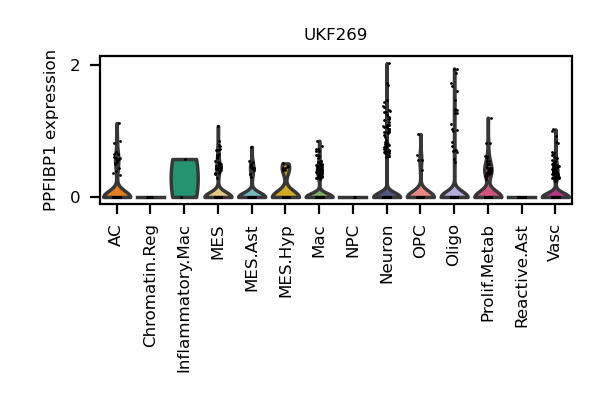 UKF269
PPFIBP1 expression
2
0
AC
Chromatin.Reg
Inflammatory.Mac
MES
MES.Ast
MES.Hyp
Mac
NPC
Neuron
OPC
Oligo
Prolif.Metab
Reactive.Ast
Vasc